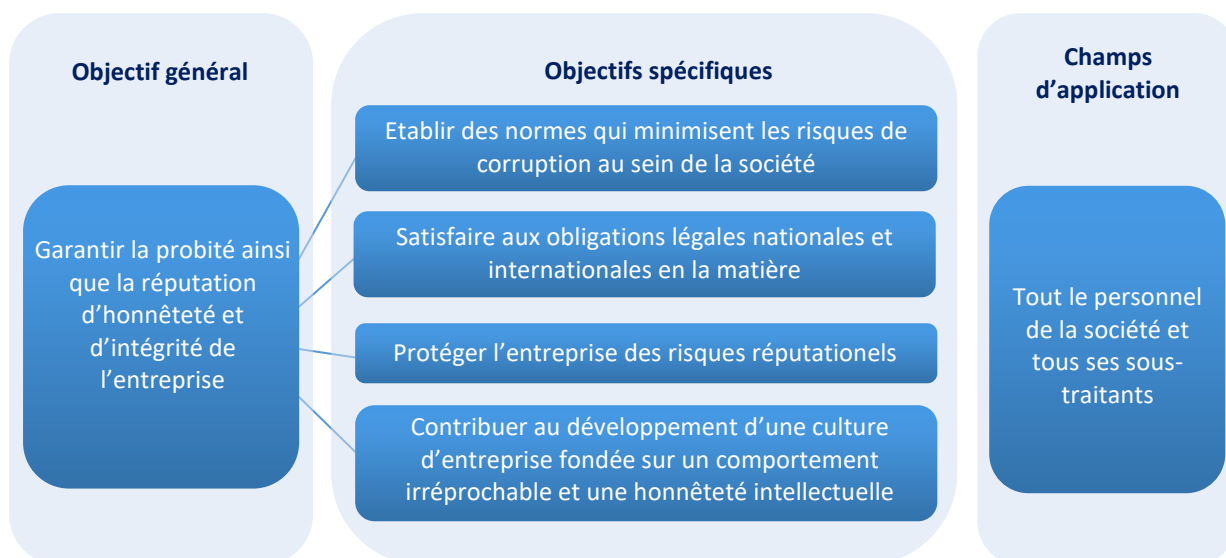 Objectif général
Garantir la probité ainsi
que la réputation
d'honnêteté et
d'intégrité de
l'entreprise
Objectifs spécifiques
Etablir des normes qui minimisent les risques de
corruption au sein de la société
Satisfaire aux obligations légales nationales et
internationales en la matière
Protéger l'entreprise des risques réputationels
Contribuer au développement d'une culture
d'entreprise fondée sur un comportement
irréprochable et une honnêteté intellectuelle
Champs
d'application
Tout le personnel
de la société et
tous ses sous-
traitants